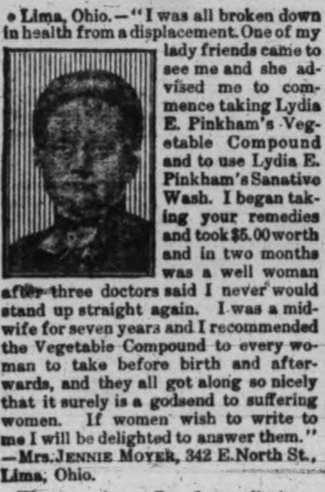 • Lima, Ohio.—"I was all broken down
in health from a displacement. One of my
lady friends came to
see me and she ad-
vised me to com-
mence taking Lydia
E. Pinkham's Veg-
etable Compound
and to use Lydia E.
Pinkham's Sanative
Wash. I began tak-
ing your remedies
and took $5.00 worth
and in two months
was a well woman
after three doctors said I never would
stand up straight again. I was a mid-
wife for seven years and I recommended
the Vegetable Compound to every wo-
man to take before birth and after-
wards, and they all got along so nicely
that it surely is a godsend to suffering
women. If women wish to write to
me I will be delighted to answer them."
—Mrs. JENNIE MOYER, 342 E. North St.,
Lima, Ohio.